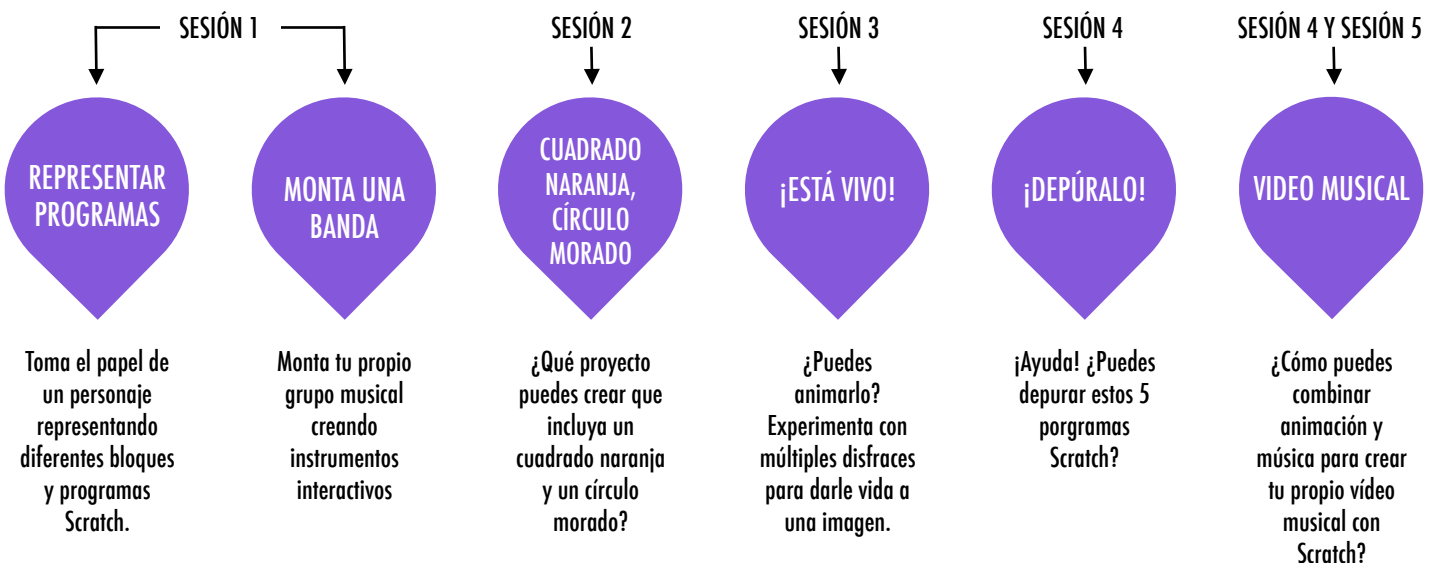 SESIÓN 1
SESIÓN 2
SESIÓN 3
SESIÓN 4
SESIÓN 4 Y SESIÓN 5
REPRESENTAR
PROGRAMAS
MONTA UNA
BANDA
CUADRADO
NARANJA,
CÍRCULO
MORADO
¡ESTÁ VIVO!
¡DEPÚRALO!
VIDEO MUSICAL
Toma el papel de
un personaje
representando
diferentes bloques
y programas
Scratch.
Monta tu propio
grupo musical
creando
instrumentos
interactivos
¿Qué proyecto
puedes crear que
incluya un
cuadrado naranja
y un círculo
morado?
¿Puedes
animarlo?
Experimenta con
múltiples disfraces
para darle vida a
una imagen.
¡Ayuda! ¿Puedes
depurar estos 5
porgramas
Scratch?
¿Cómo puedes
combinar
animación y
música para crear
tu propio vídeo
musical con
Scratch?